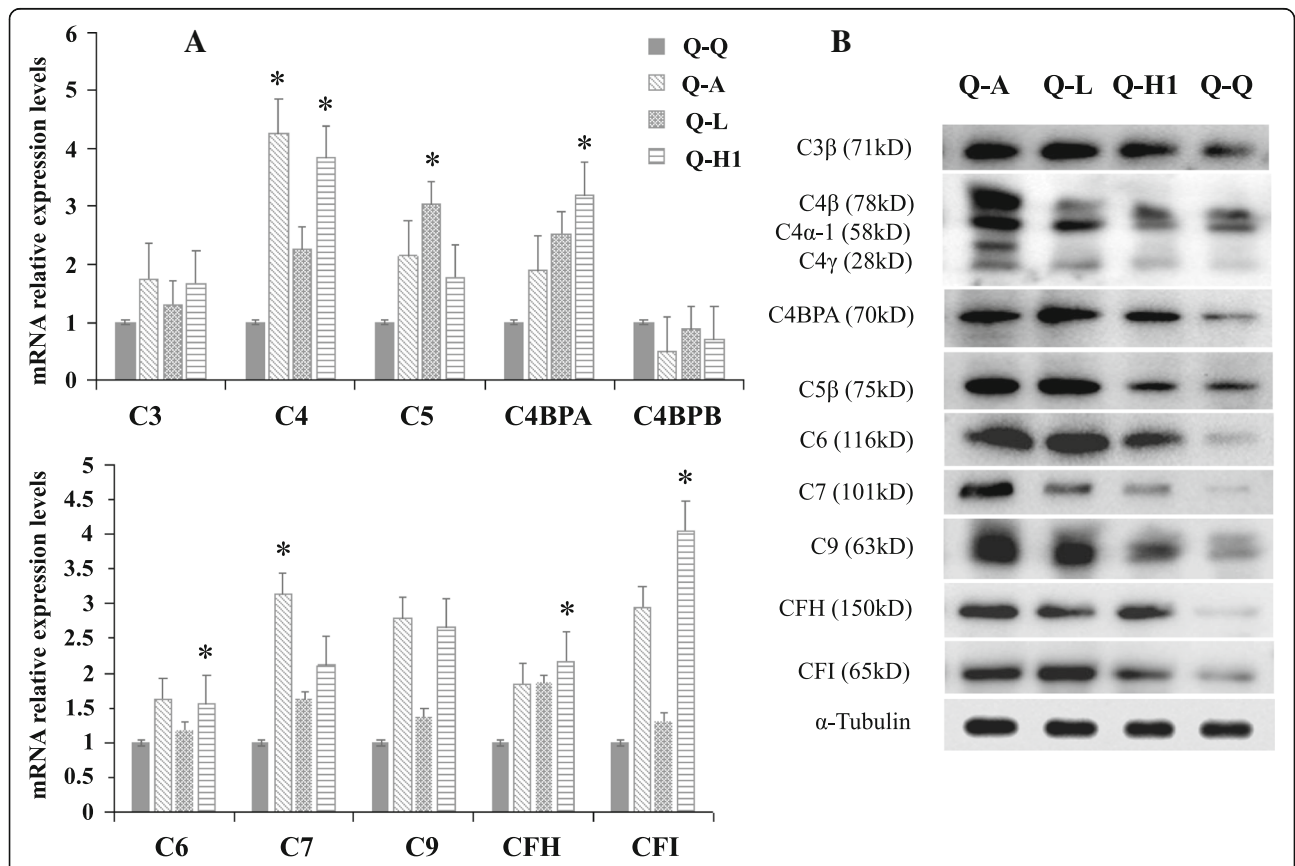 A
mRNA relative expression levels
6
5
4
3
2
1
0
* * * *
Q-Q
Q-A
Q-L
Q-H1
C3 C4 C5 C4BPA C4BPB
mRNA relative expression levels
5
4.5
4
3.5
3
2.5
2
1.5
1
0.5
0
* * * *
C6 C7 C9 CFH CFI
B
Q-A Q-L Q-H1 Q-Q
C3β (71kD)
C4β (78kD)
C4α-1 (58kD)
C4γ (28kD)
C4BPA (70kD)
C5β (75kD)
C6 (116kD)
C7 (101kD)
C9 (63kD)
CFH (150kD)
CFI (65kD)
α-Tubulin